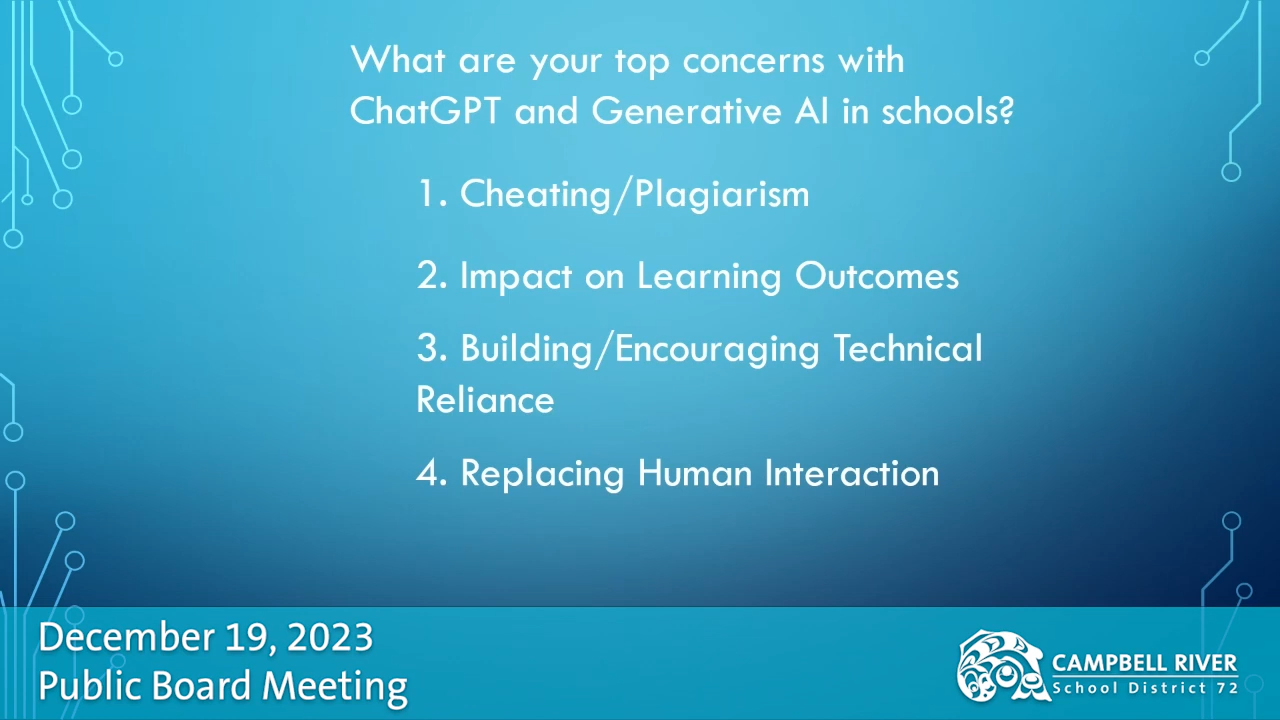 What are your top concerns with
ChatGPT and Generative AI in schools?
1. Cheating/Plagiarism
2. Impact on Learning Outcomes
3. Building/Encouraging Technical
Reliance
4. Replacing Human Interaction
December 19, 2023
Public Board Meeting
CAMPBELL RIVER
School District 72